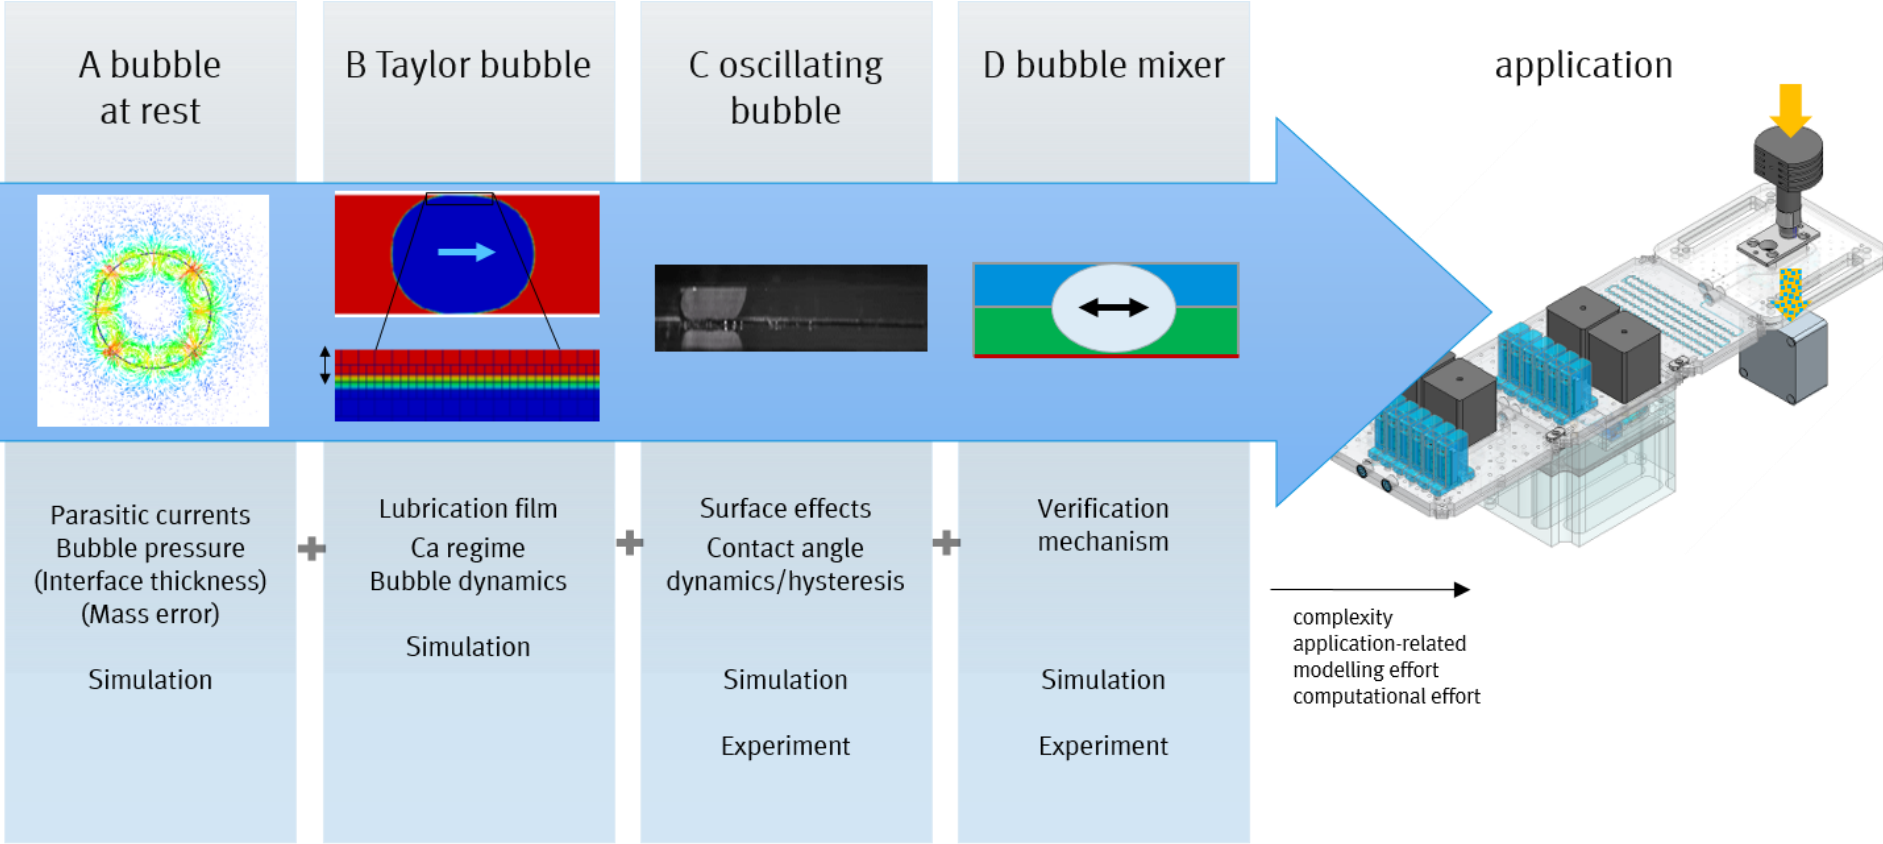 A bubble
at rest
B Taylor bubble
C oscillating
bubble
D bubble mixer
application
Parasitic currents
Bubble pressure
(Interface thickness)
(Mass error)
Simulation
+
Lubrication film
Ca regime
Bubble dynamics
Simulation
+
Surface effects
Contact angle
dynamics/hysteresis
Simulation
Experiment
+
Verification
mechanism
Simulation
Experiment
complexity
application-related
modelling effort
computational effort